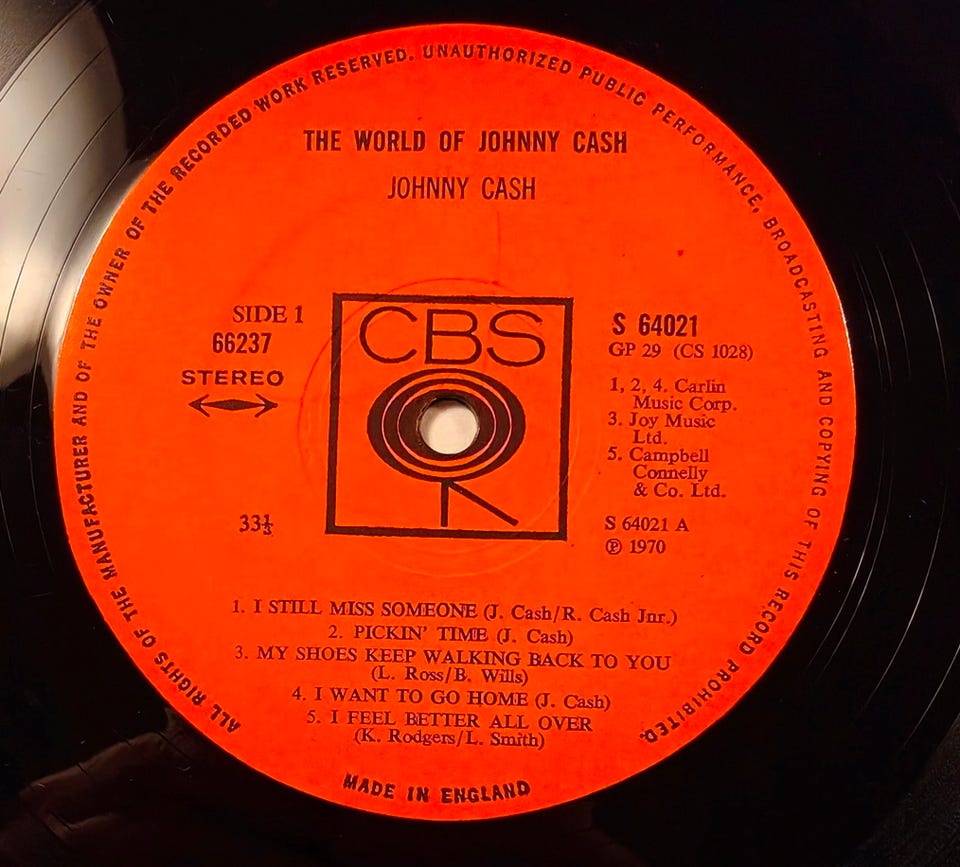 ALL RIGHTS OF THE MANUFACTURER AND OF THE OWNER OF THE RECORDED WORK RESERVED. UNAUTHORIZED PUBLIC PERFORMANCE, BROADCASTING AND COPYING OF THIS RECORD PROHIBITED.
THE WORLD OF JOHNNY CASH
JOHNNY CASH
SIDE 1
66237
STEREO
33⅓
CBS
S 64021
GP 29 (CS 1028)
1, 2, 4. Carlin
Music Corp.
3. Joy Music
Ltd.
5. Campbell
Connelly
& Co. Ltd.
S 64021 A
Ⓟ 1970
1. I STILL MISS SOMEONE (J. Cash/R. Cash Jnr.)
2. PICKIN' TIME (J. Cash)
3. MY SHOES KEEP WALKING BACK TO YOU
(L. Ross/B. Wills)
4. I WANT TO GO HOME (J. Cash)
5. I FEEL BETTER ALL OVER
(K. Rodgers/L. Smith)
MADE IN ENGLAND